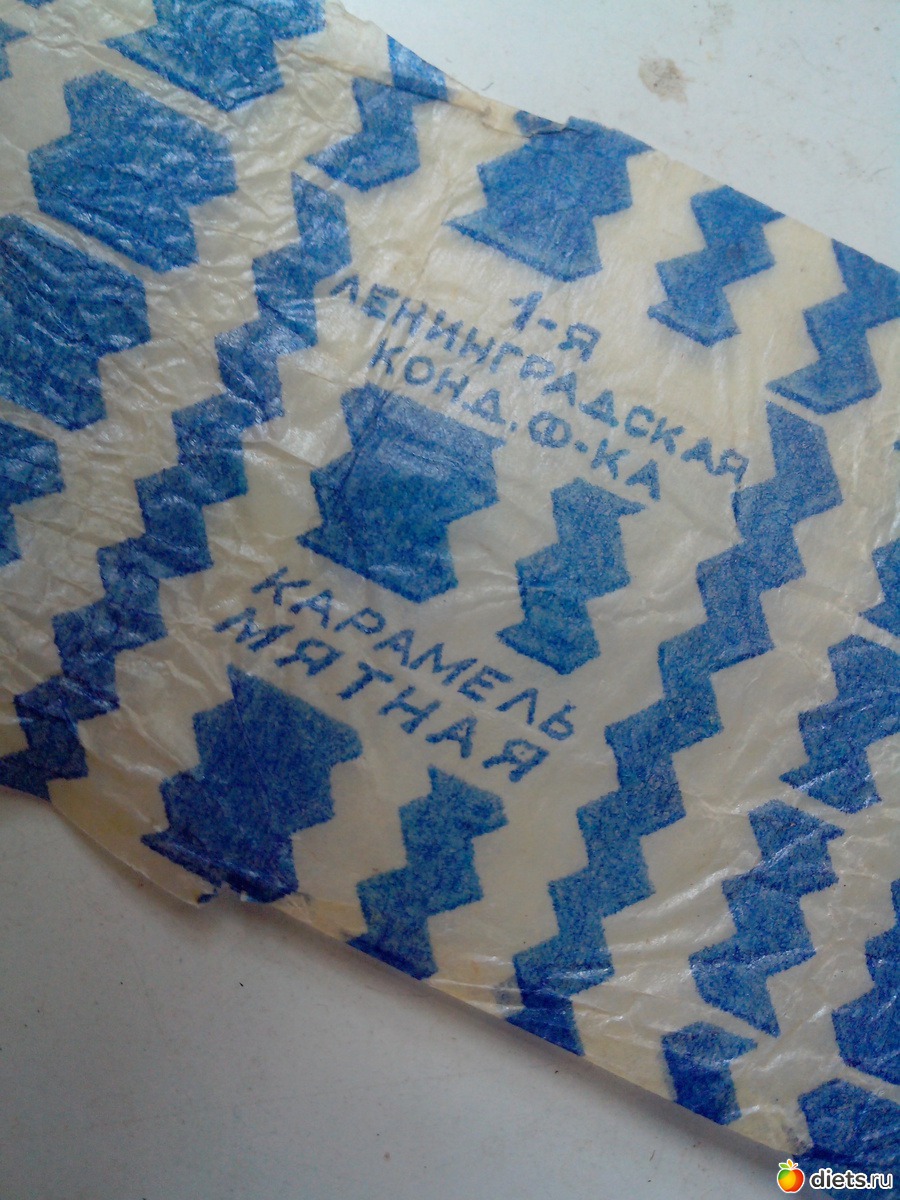 1-Я
ЛЕНИНГРАДСКАЯ
КОНД. Ф-КА
КАРАМЕЛЬ
МЯТНАЯ
diets.ru